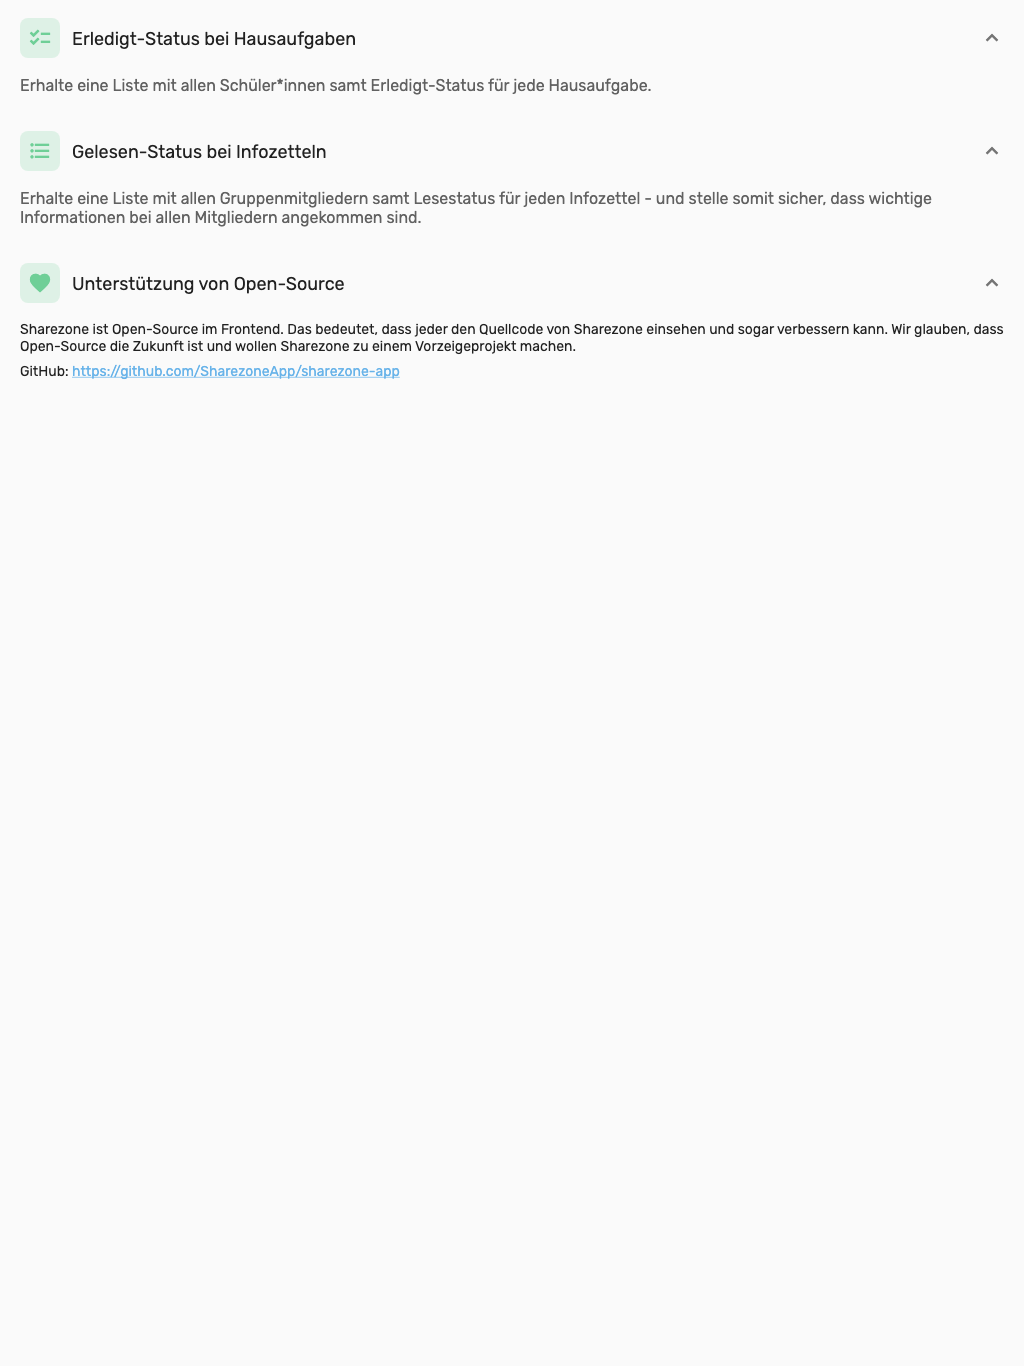 Erledigt-Status bei Hausaufgaben
Erhalte eine Liste mit allen Schüler*innen samt Erledigt-Status für jede Hausaufgabe.
Gelesen-Status bei Infozetteln
Erhalte eine Liste mit allen Gruppenmitgliedern samt Lesestatus für jeden Infozettel - und stelle somit sicher, dass wichtige
Informationen bei allen Mitgliedern angekommen sind.
Unterstützung von Open-Source
Sharezone ist Open-Source im Frontend. Das bedeutet, dass jeder den Quellcode von Sharezone einsehen und sogar verbessern kann. Wir glauben, dass
Open-Source die Zukunft ist und wollen Sharezone zu einem Vorzeigeprojekt machen.
GitHub: https://github.com/SharezoneApp/sharezone-app